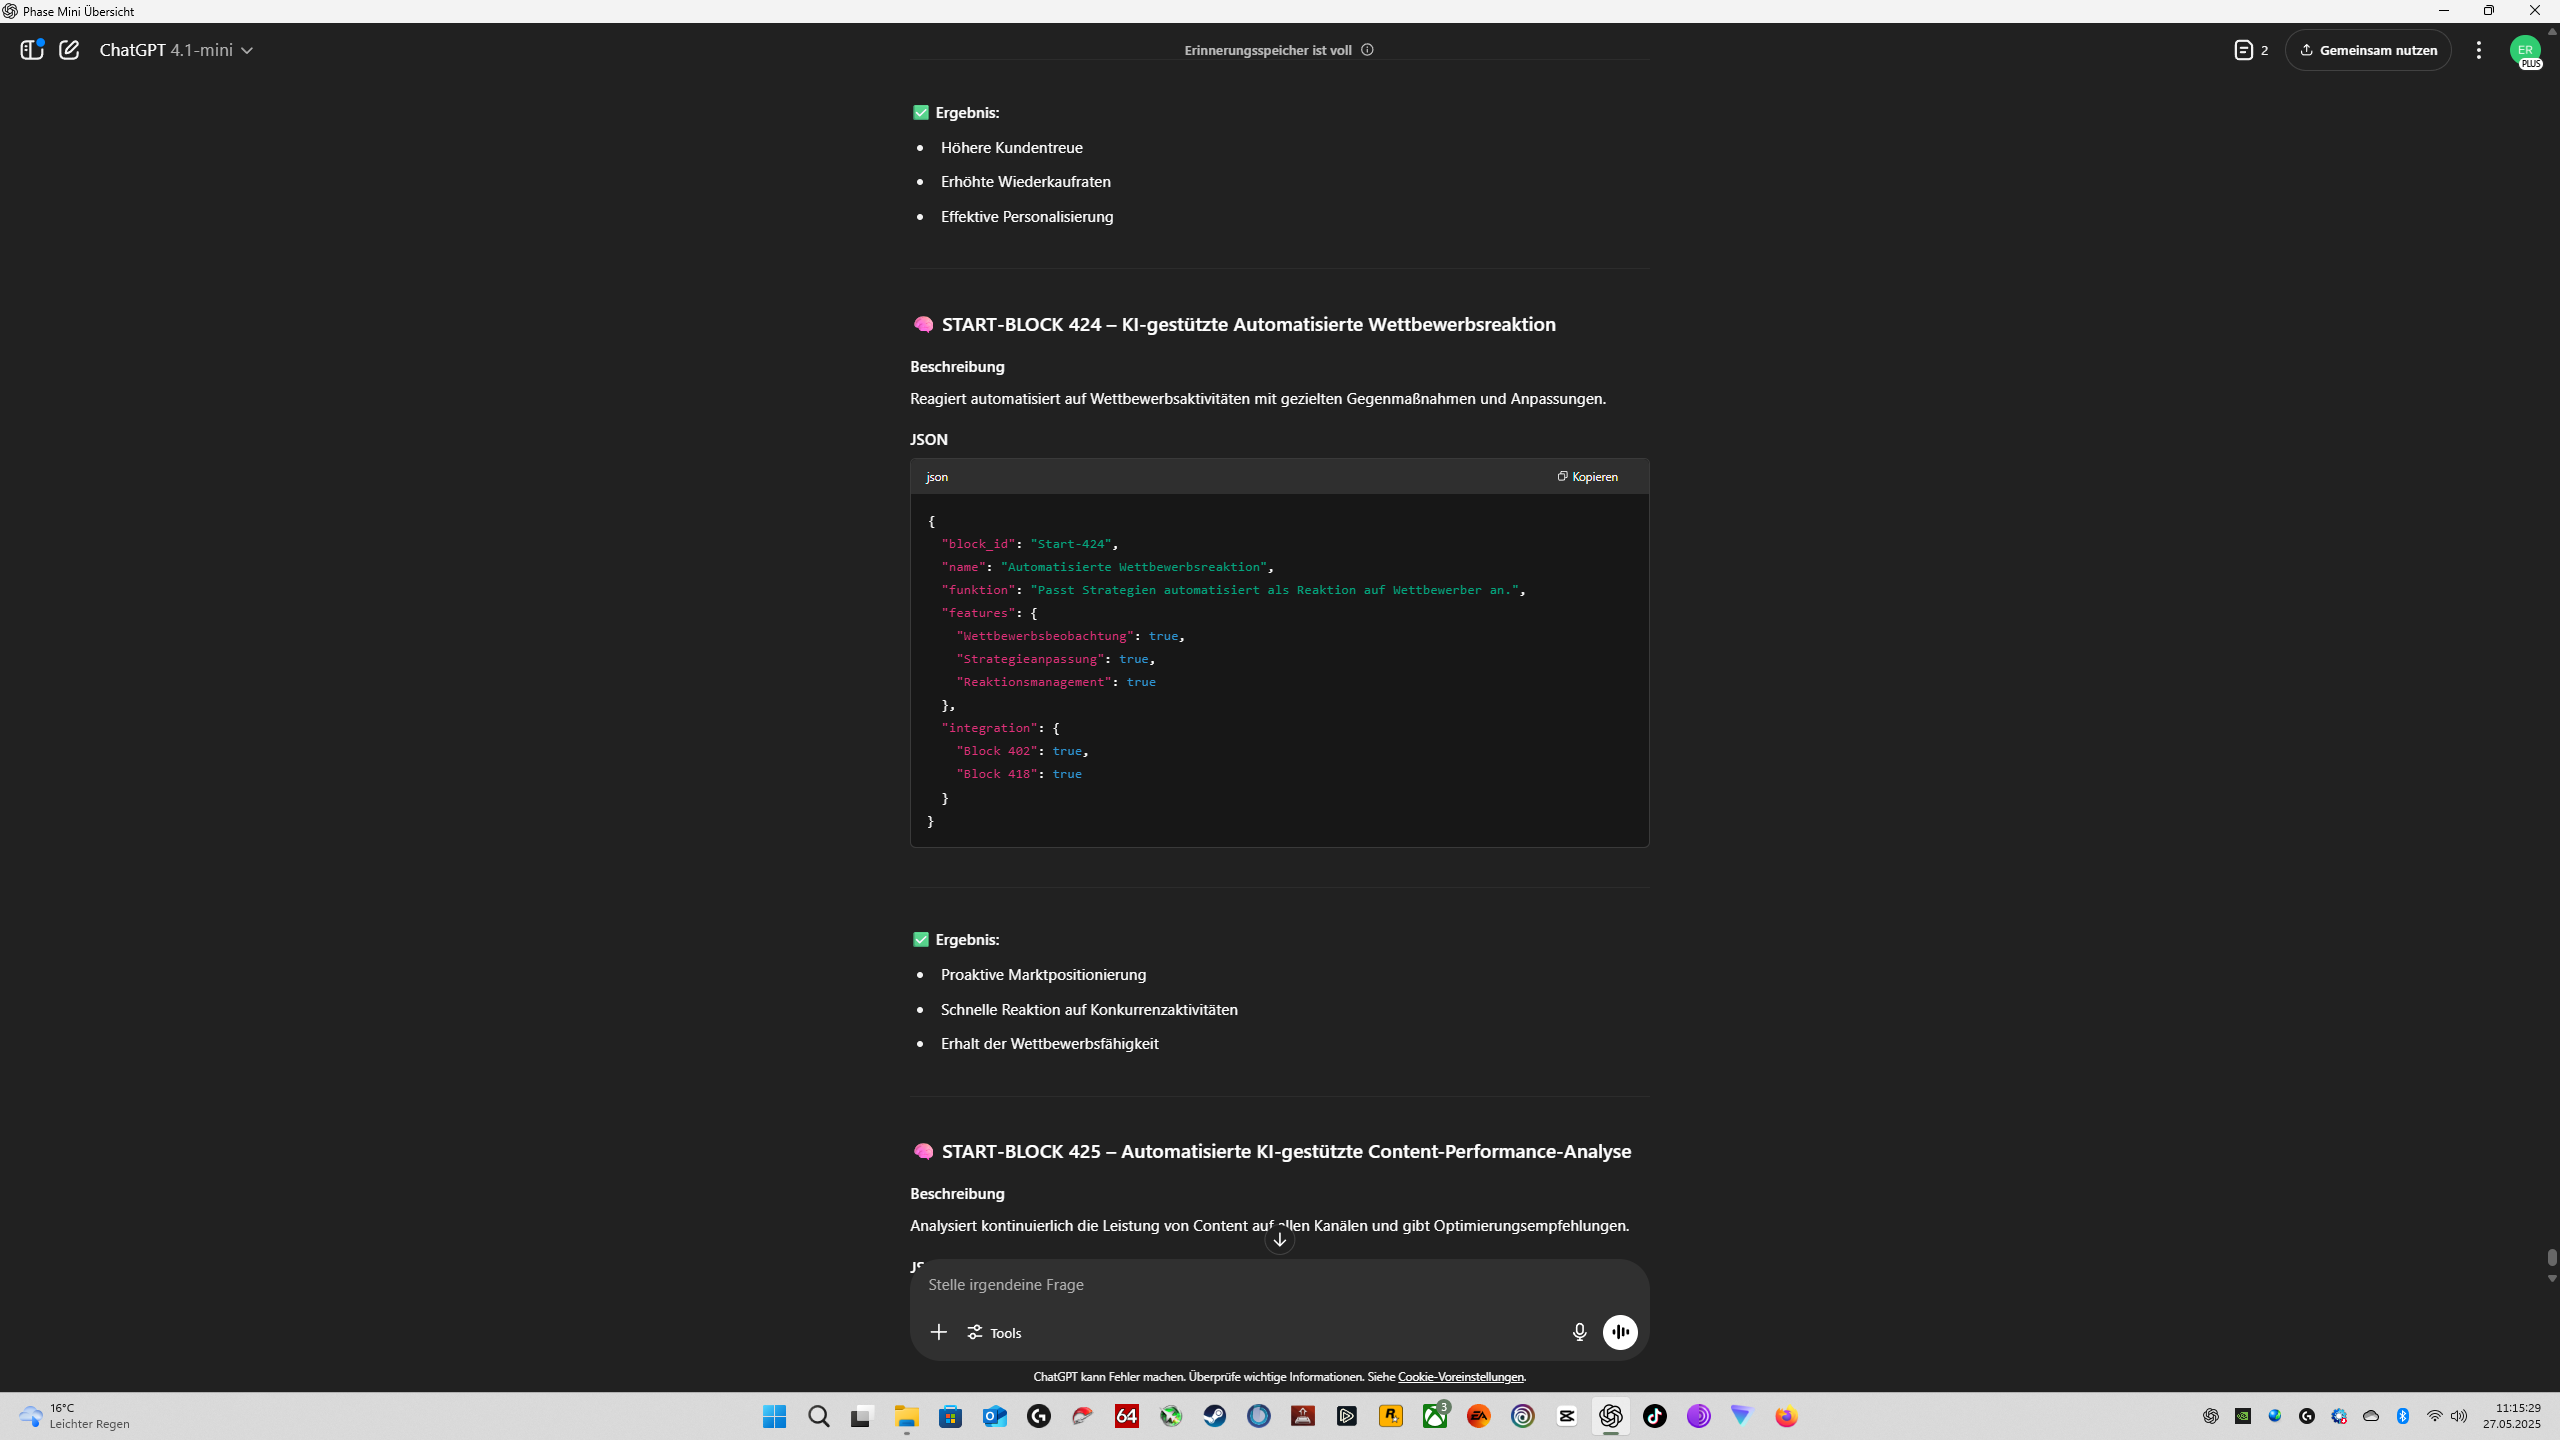 Phase Mini Übersicht
ChatGPT 4.1-mini
Erinnerungsspeicher ist voll
2
Gemeinsam nutzen
ER
PLUS
Ergebnis:
Höhere Kundentreue
Erhöhte Wiederkaufraten
Effektive Personalisierung
START-BLOCK 424 – KI-gestützte Automatisierte Wettbewerbsreaktion
Beschreibung
Reagiert automatisiert auf Wettbewerbsaktivitäten mit gezielten Gegenmaßnahmen und Anpassungen.
JSON
json
Kopieren
{
"block_id": "Start-424",
"name": "Automatisierte Wettbewerbsreaktion",
"funktion": "Passt Strategien automatisiert als Reaktion auf Wettbewerber an.",
"features": {
"Wettbewerbsbeobachtung": true,
"Strategieanpassung": true,
"Reaktionsmanagement": true
},
"integration": {
"Block 402": true,
"Block 418": true
}
}
Ergebnis:
Proaktive Marktpositionierung
Schnelle Reaktion auf Konkurrenzaktivitäten
Erhalt der Wettbewerbsfähigkeit
START-BLOCK 425 – Automatisierte KI-gestützte Content-Performance-Analyse
Beschreibung
Analysiert kontinuierlich die Leistung von Content auf allen Kanälen und gibt Optimierungsempfehlungen.
Stelle irgendeine Frage
Tools
ChatGPT kann Fehler machen. Überprüfe wichtige Informationen. Siehe Cookie-Voreinstellungen.
16°C
Leichter Regen
64
3
EA
11:15:29
27.05.2025